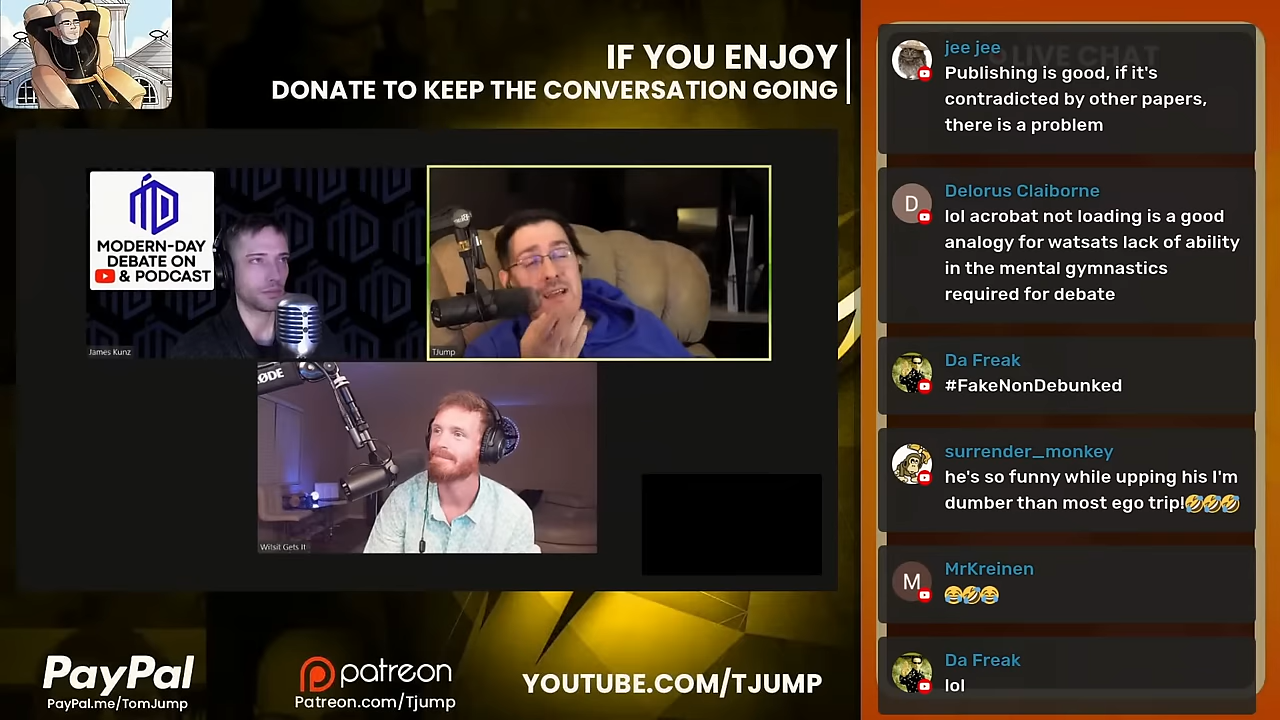 IF YOU ENJOY
DONATE TO KEEP THE CONVERSATION GOING
MODERN-DAY
DEBATE ON
& PODCAST
James Kunz
TJump
RØDE
Witsit Gets It
PayPal
PayPal.me/TomJump
patreon
Patreon.com/Tjump
YOUTUBE.COM/TJUMP
LIVE CHAT
jee jee
Publishing is good, if it's
contradicted by other papers,
there is a problem
D
Delorus Claiborne
lol acrobat not loading is a good
analogy for watsats lack of ability
in the mental gymnastics
required for debate
Da Freak
#FakeNonDebunked
surrender_monkey
he's so funny while upping his I'm
dumber than most ego trip!🤣🤣🤣
M
MrKreinen
😂🤣😂
Da Freak
lol